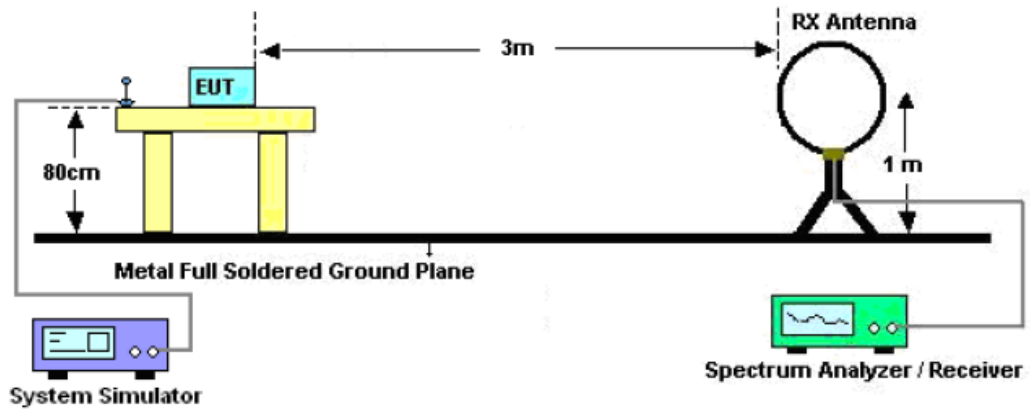 RX Antenna
3m
EUT
80cm
1 m
Metal Full Soldered Ground Plane
Spectrum Analyzer / Receiver
System Simulator